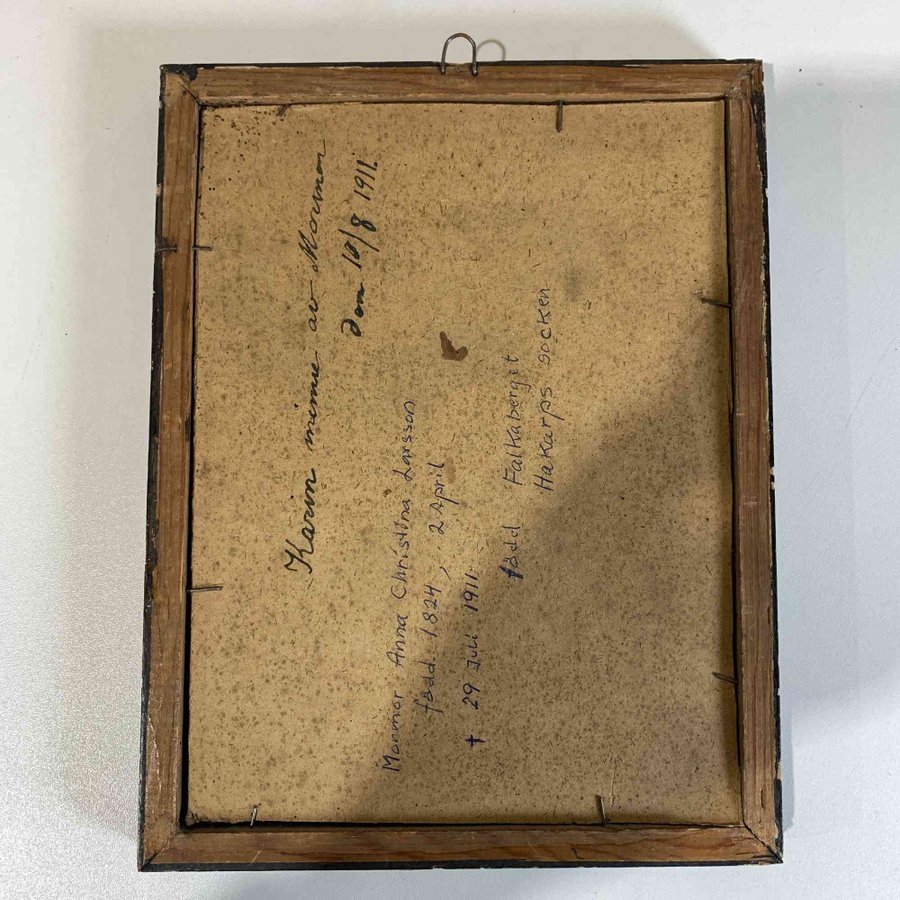 Karin minne av Mormor
den 10/8 1911.
Mormor Anna Christina Larsson
född. 1824, 2 April
† 29 Juli 1911.
född Falkaberget
Hakarps socken